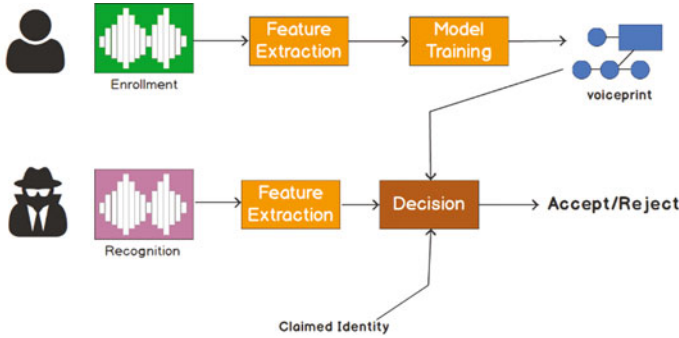 Feature
Extraction
Model
Training
Enrollment
voiceprint
Feature
Extraction
Decision
Accept/Reject
Recognition
Claimed Identity